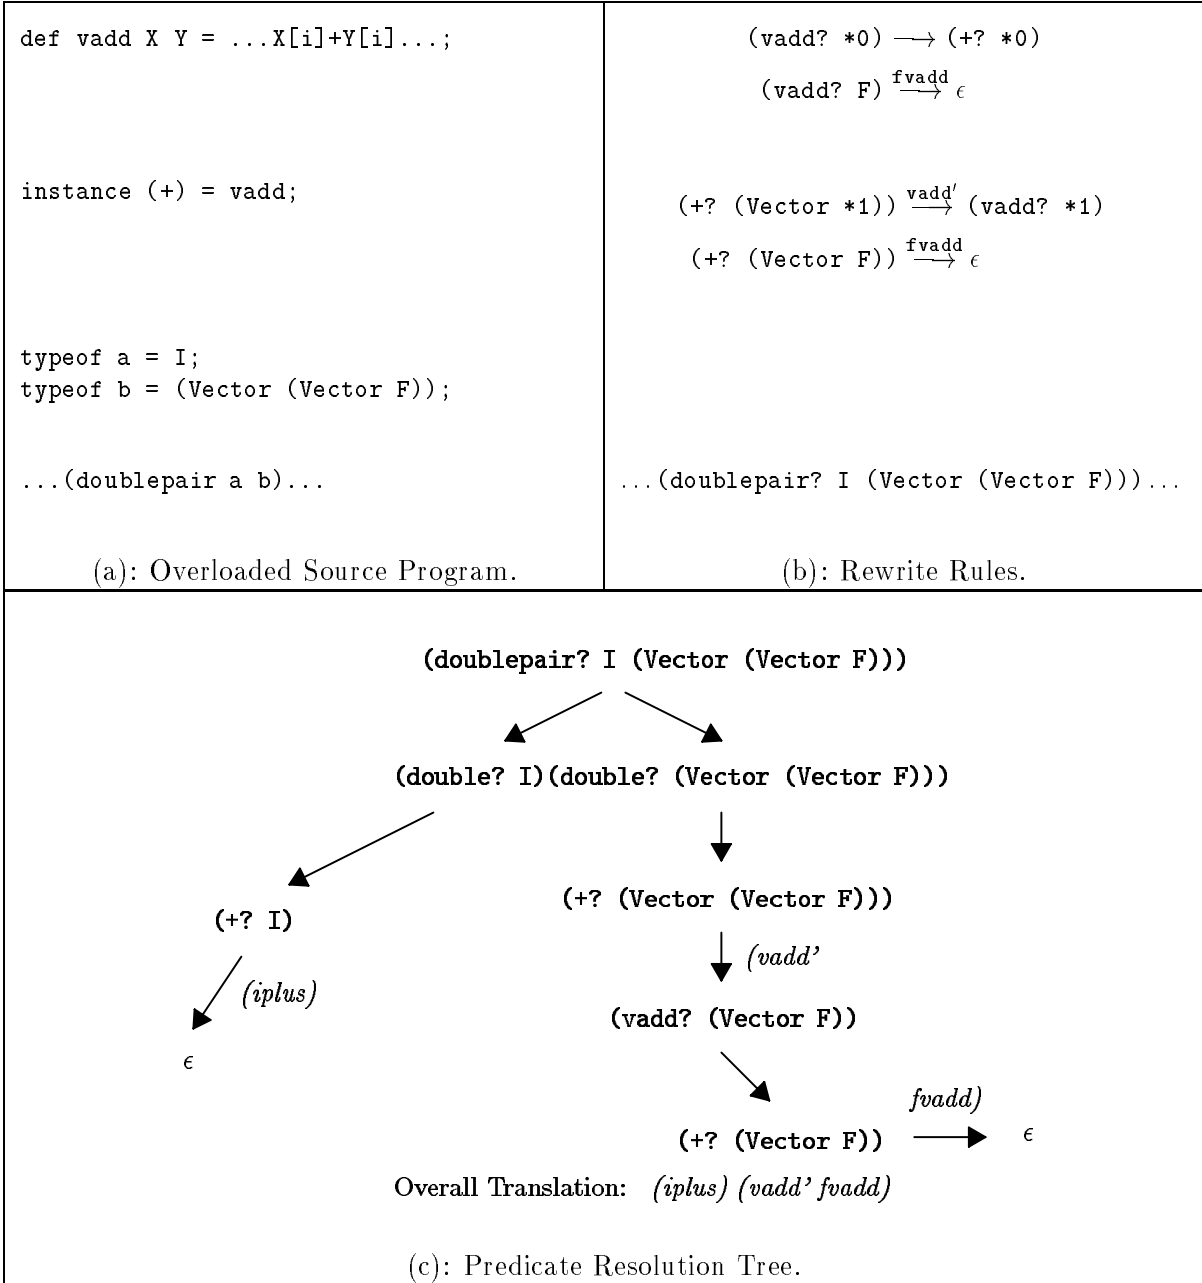 def vadd X Y = ...X[i]+Y[i]...;
instance (+) = vadd;
typeof a = I;
typeof b = (Vector (Vector F));
...(doublepair a b)...
(a): Overloaded Source Program.
(vadd? *0) ⟶ (+? *0)
fvadd
(vadd? F) ⟶ ϵ
vadd′
(+? (Vector *1)) ⟶ (vadd? *1)
fvadd
(+? (Vector F)) ⟶ ϵ
...(doublepair? I (Vector (Vector F)))...
(b): Rewrite Rules.
(doublepair? I (Vector (Vector F)))
(double? I)(double? (Vector (Vector F)))
(+? (Vector (Vector F)))
(+? I)
(vadd'
(iplus)
(vadd? (Vector F))
ϵ
fvadd)
(+? (Vector F)) ϵ
Overall Translation: (iplus) (vadd' fvadd)
(c): Predicate Resolution Tree.